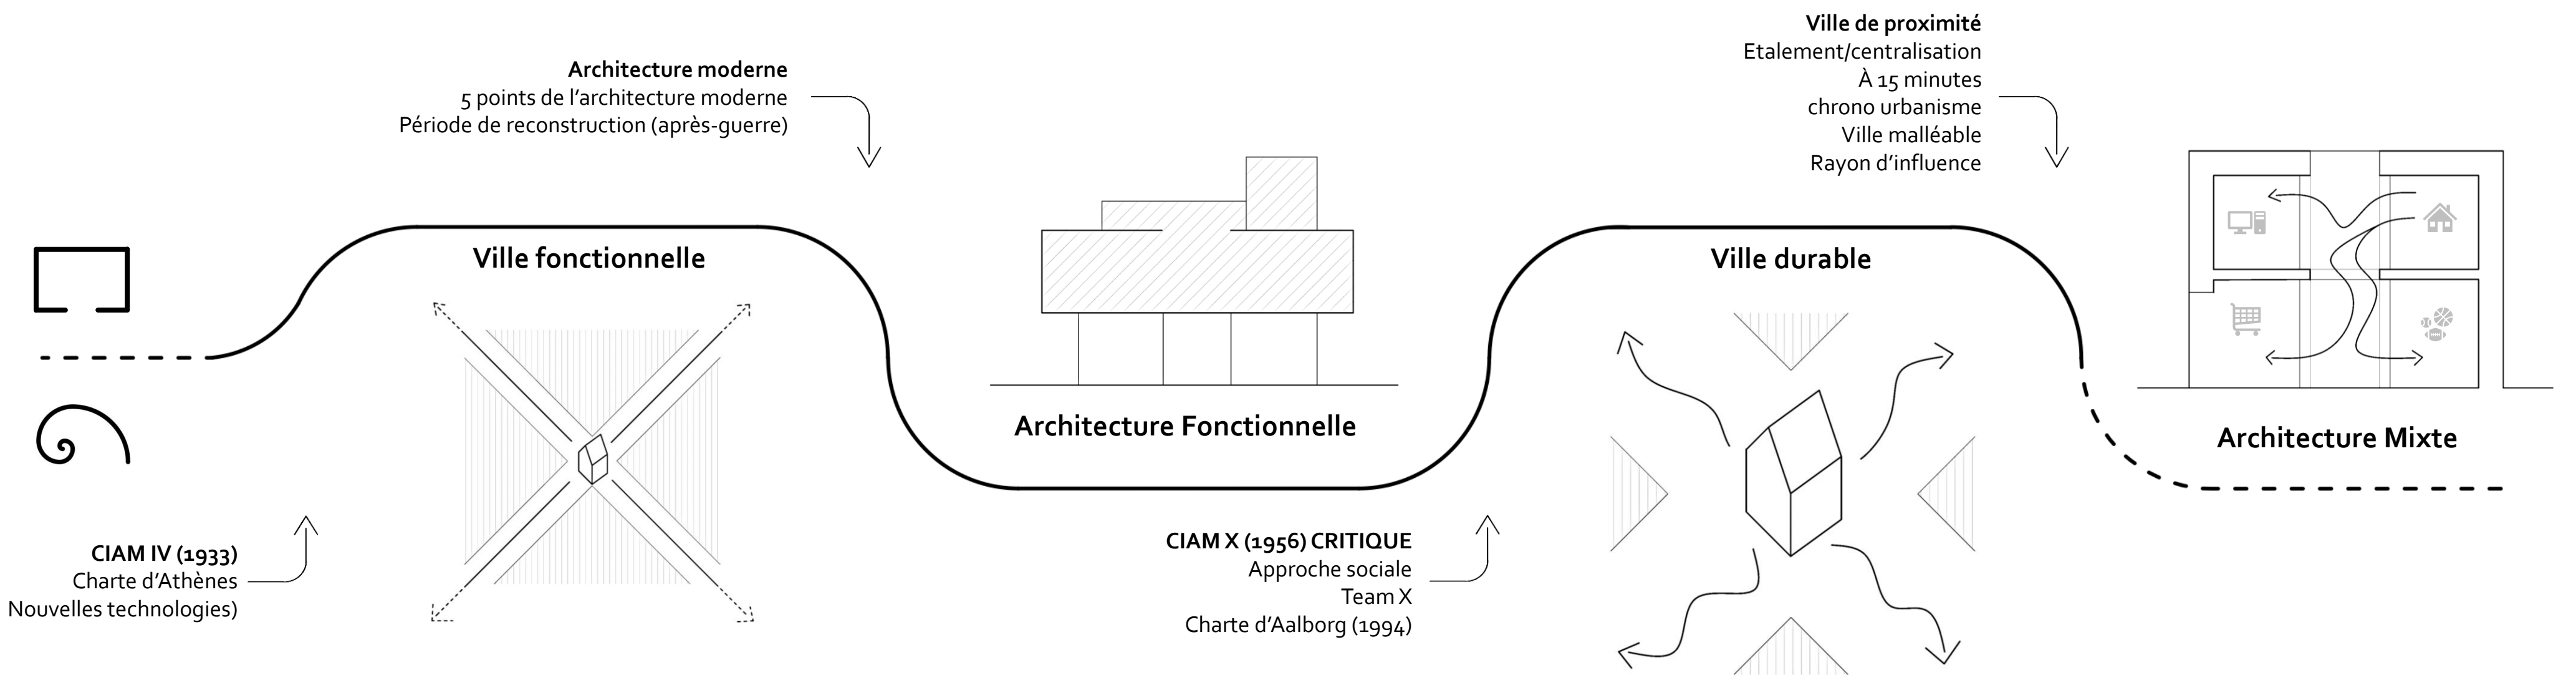 Architecture moderne
5 points de l'architecture moderne
Période de reconstruction (après-guerre)
Ville de proximité
Etalement/centralisation
À 15 minutes
chrono urbanisme
Ville malléable
Rayon d'influence
Ville fonctionnelle
Architecture Fonctionnelle
Ville durable
Architecture Mixte
CIAM IV (1933)
Charte d'Athènes
Nouvelles technologies)
CIAM X (1956) CRITIQUE
Approche sociale
Team X
Charte d'Aalborg (1994)